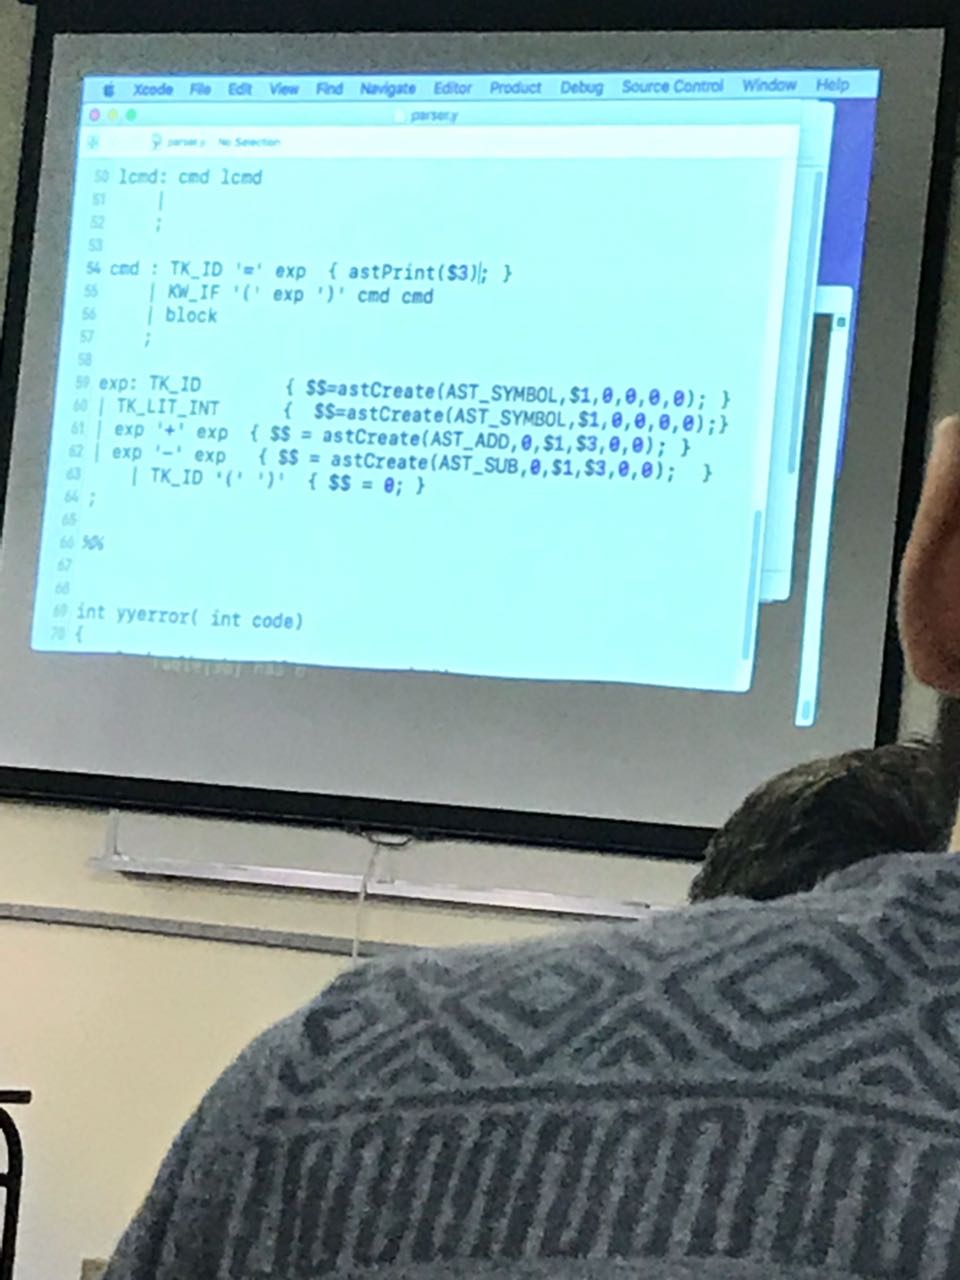 Xcode File Edit View Find Navigate Editor Product Debug Source Control Window Help
parser.y
parser.y No Selection
50 lcmd: cmd lcmd
51 |
52 ;
53
54 cmd : TK_ID '=' exp { astPrint($3); }
55 | KW_IF '(' exp ')' cmd cmd
56 | block
57 ;
58
59 exp: TK_ID { $$=astCreate(AST_SYMBOL,$1,0,0,0,0); }
60 | TK_LIT_INT { $$=astCreate(AST_SYMBOL,$1,0,0,0,0);}
61 | exp '+' exp { $$ = astCreate(AST_ADD,0,$1,$3,0,0); }
62 | exp '-' exp { $$ = astCreate(AST_SUB,0,$1,$3,0,0); }
63 | TK_ID '(' ')' { $$ = 0; }
64 ;
65
66 %%
67
68
69 int yyerror( int code)
70 {